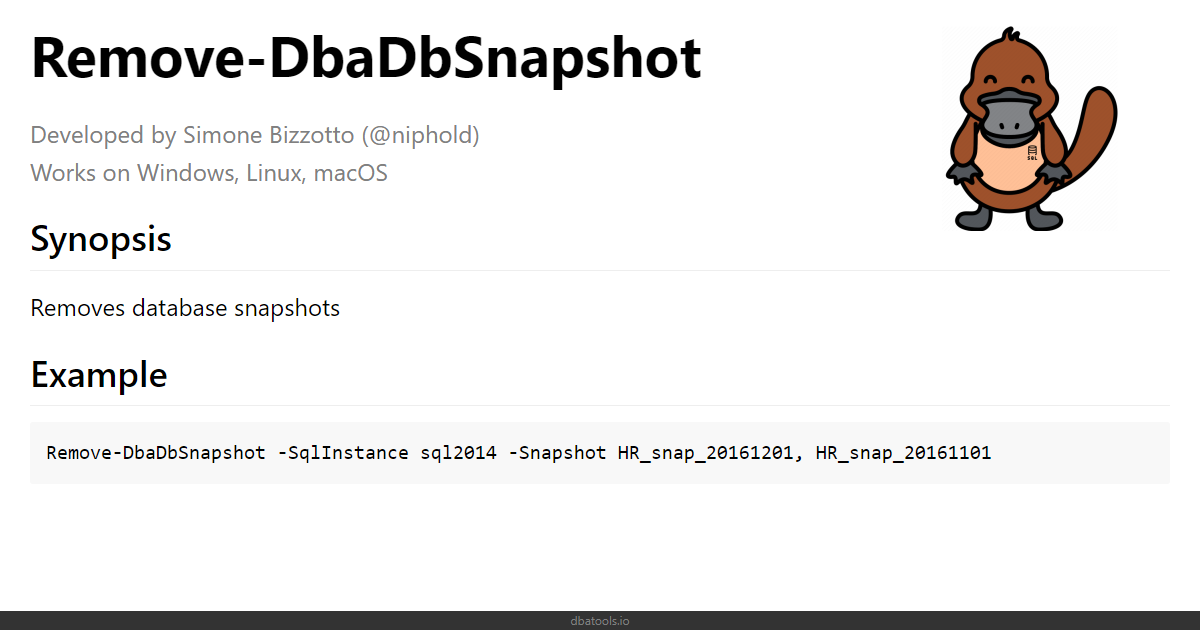 Remove-DbaDbSnapshot
Developed by Simone Bizzotto (@niphold)
Works on Windows, Linux, macOS
SQL
Synopsis
Removes database snapshots
Example
Remove-DbaDbSnapshot -SqlInstance sql2014 -Snapshot HR_snap_20161201, HR_snap_20161101
dbatools.io